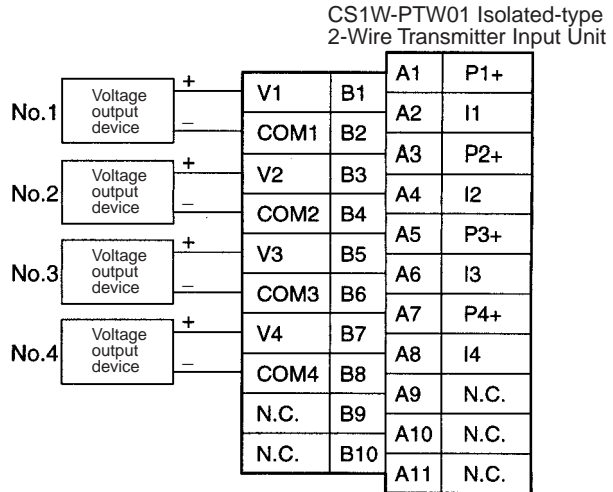 CS1W-PTW01 Isolated-type
2-Wire Transmitter Input Unit
A1 P1+
No.1 Voltage output device + V1 B1
A2 I1
− COM1 B2
A3 P2+
No.2 Voltage output device + V2 B3
A4 I2
− COM2 B4
A5 P3+
No.3 Voltage output device + V3 B5
A6 I3
− COM3 B6
A7 P4+
No.4 Voltage output device + V4 B7
A8 I4
− COM4 B8
A9 N.C.
N.C. B9
A10 N.C.
N.C. B10
A11 N.C.